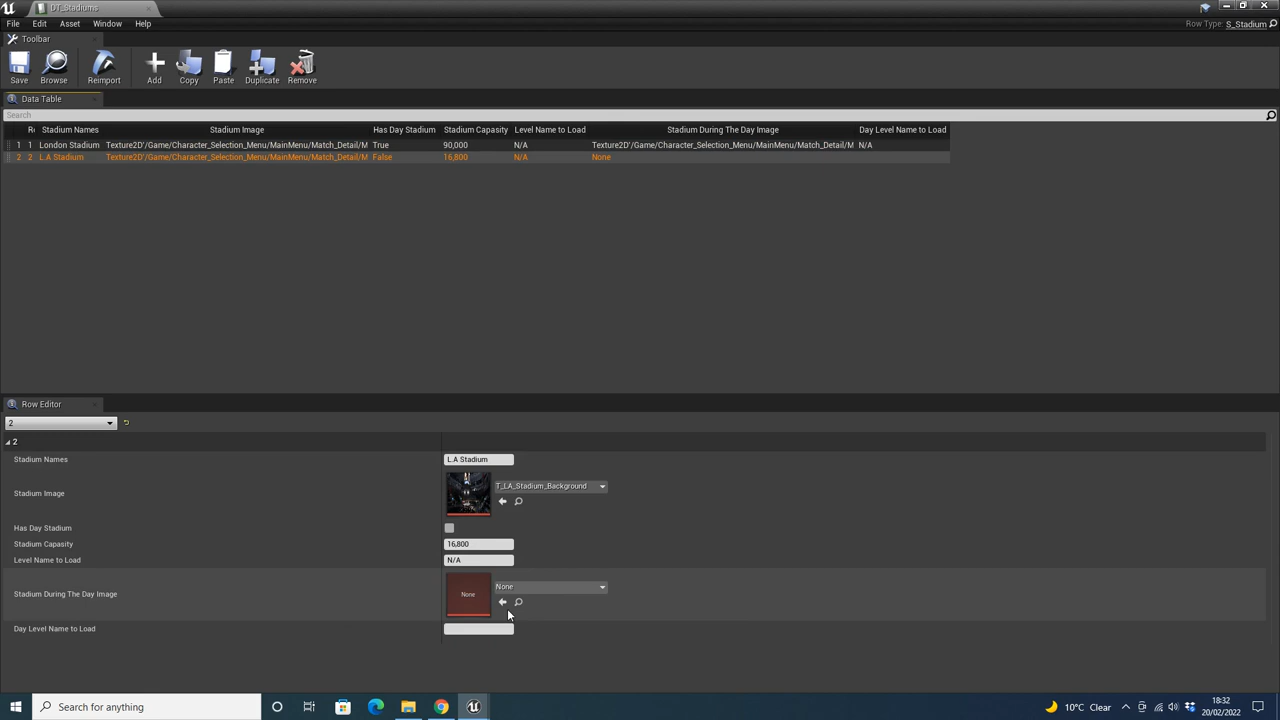 DT_Stadiums
File Edit Asset Window Help
Row Type: S_Stadium
Toolbar
Save Browse Reimport Add Copy Paste Duplicate Remove
Data Table
Search
Stadium Names Stadium Image Has Day Stadium Stadium Capacity Level Name to Load Stadium During The Day Image Day Level Name to Load
1 1 London Stadium Texture2D'/Game/Character_Selection_Menu/MainMenu/Match_Detail/M True 90,000 N/A Texture2D'/Game/Character_Selection_Menu/MainMenu/Match_Detail/M N/A
2 2 L.A Stadium Texture2D'/Game/Character_Selection_Menu/MainMenu/Match_Detail/M False 16,800 N/A None
Row Editor
2
2
Stadium Names L.A Stadium
Stadium Image T_LA_Stadium_Background
Has Day Stadium
Stadium Capacity 16,800
Level Name to Load N/A
Stadium During The Day Image None None
Day Level Name to Load
Search for anything 10°C Clear 18:32
20/02/2022